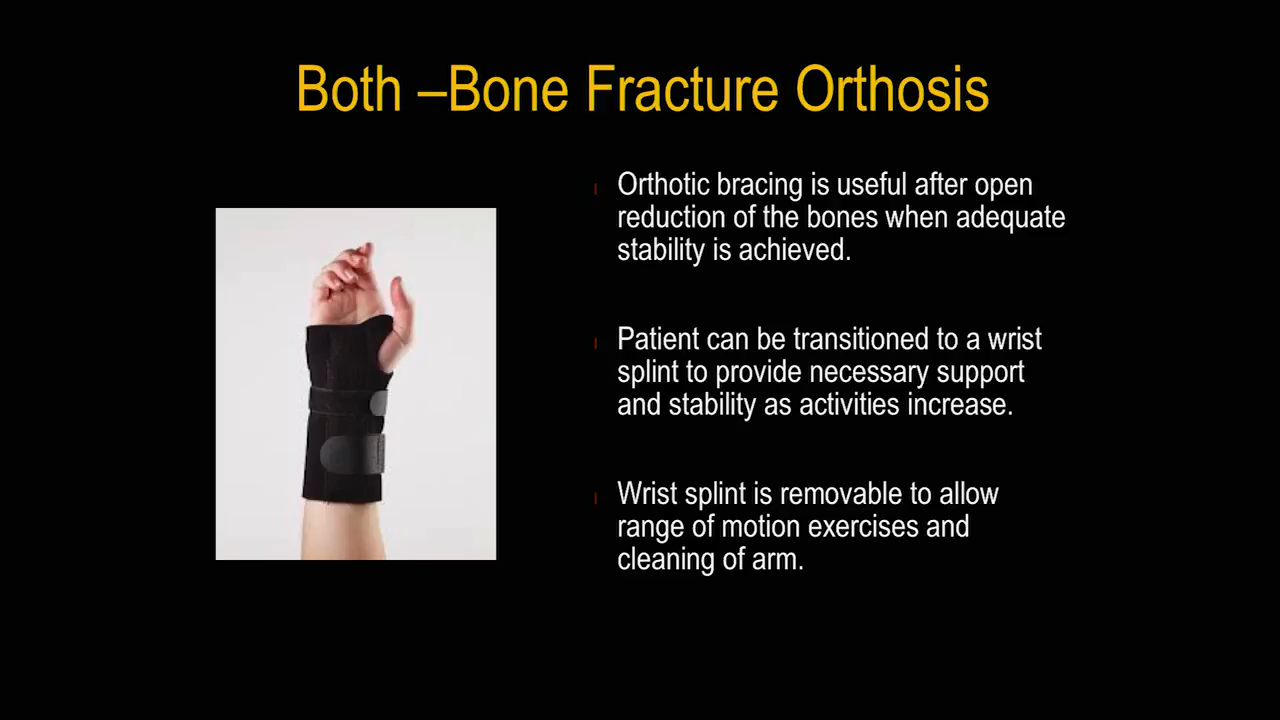 Both –Bone Fracture Orthosis
Orthotic bracing is useful after open
reduction of the bones when adequate
stability is achieved.
Patient can be transitioned to a wrist
splint to provide necessary support
and stability as activities increase.
Wrist splint is removable to allow
range of motion exercises and
cleaning of arm.